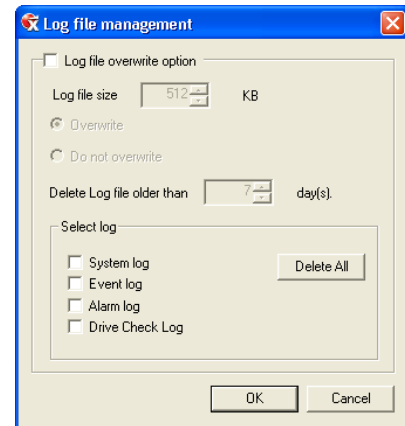 Log file management
Log file overwrite option
Log file size 512 KB
Overwrite
Do not overwrite
Delete Log file older than 7 day(s).
Select log
System log
Delete All
Event log
Alarm log
Drive Check Log
OK Cancel